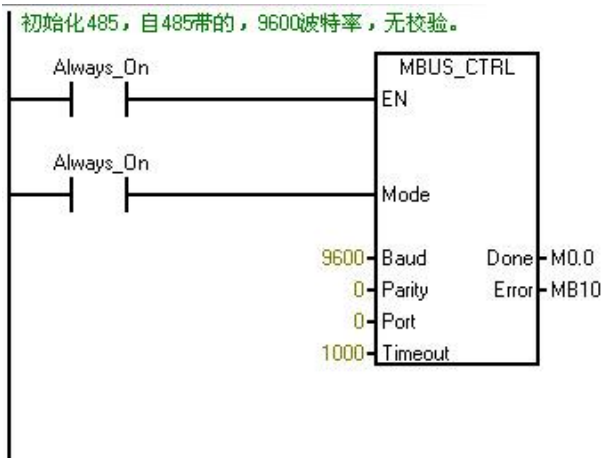 初始化485，自485带的，9600波特率，无校验。
Always_On
MBUS_CTRL
EN
Always_On
Mode
9600 Baud Done M0.0
0 Parity Error MB10
0 Port
1000 Timeout